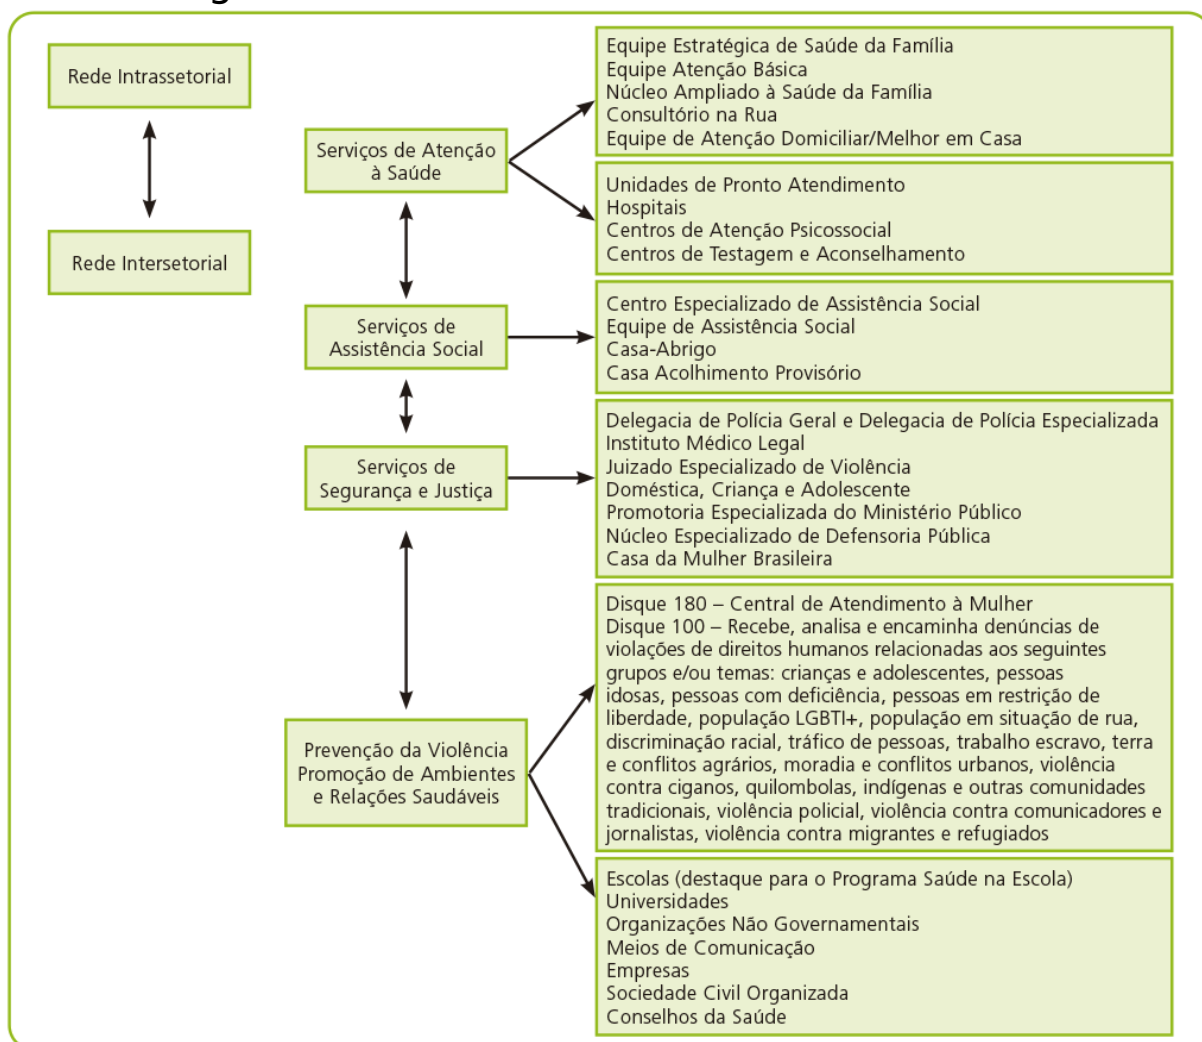 Rede Intrassetorial
Rede Intersetorial
Serviços de Atenção
à Saúde
Equipe Estratégica de Saúde da Família
Equipe Atenção Básica
Núcleo Ampliado à Saúde da Família
Consultório na Rua
Equipe de Atenção Domiciliar/Melhor em Casa
Unidades de Pronto Atendimento
Hospitais
Centros de Atenção Psicossocial
Centros de Testagem e Aconselhamento
Serviços de
Assistência Social
Centro Especializado de Assistência Social
Equipe de Assistência Social
Casa-Abrigo
Casa Acolhimento Provisório
Serviços de
Segurança e Justiça
Delegacia de Polícia Geral e Delegacia de Polícia Especializada
Instituto Médico Legal
Juizado Especializado de Violência
Doméstica, Criança e Adolescente
Promotoria Especializada do Ministério Público
Núcleo Especializado de Defensoria Pública
Casa da Mulher Brasileira
Prevenção da Violência
Promoção de Ambientes
e Relações Saudáveis
Disque 180 – Central de Atendimento à Mulher
Disque 100 – Recebe, analisa e encaminha denúncias de
violações de direitos humanos relacionadas aos seguintes
grupos e/ou temas: crianças e adolescentes, pessoas
idosas, pessoas com deficiência, pessoas em restrição de
liberdade, população LGBTI+, população em situação de rua,
discriminação racial, tráfico de pessoas, trabalho escravo, terra
e conflitos agrários, moradia e conflitos urbanos, violência
contra ciganos, quilombolas, indígenas e outras comunidades
tradicionais, violência policial, violência contra comunicadores e
jornalistas, violência contra migrantes e refugiados
Escolas (destaque para o Programa Saúde na Escola)
Universidades
Organizações Não Governamentais
Meios de Comunicação
Empresas
Sociedade Civil Organizada
Conselhos da Saúde